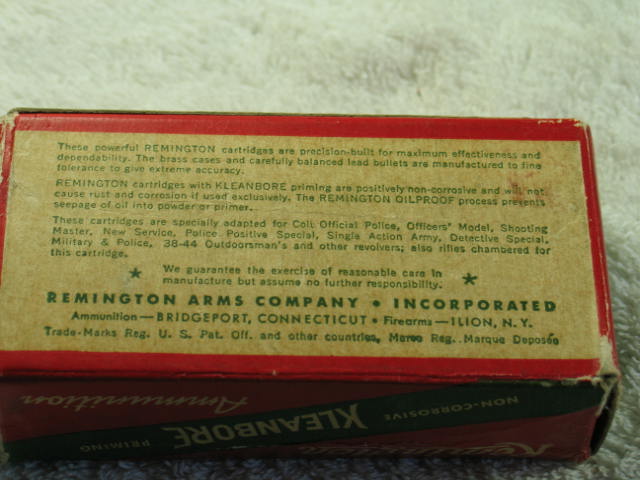 These powerful REMINGTON cartridges are precision-built for maximum effectiveness and
dependability. The brass cases and carefully balanced lead bullets are manufactured to fine
tolerance to give extreme accuracy.
REMINGTON cartridges with KLEANBORE priming are positively non-corrosive and will not
cause rust and corrosion if used exclusively. The REMINGTON OILPROOF process prevents
seepage of oil into powder or primer.
These cartridges are specially adapted for Colt Official Police, Officers' Model, Shooting
Master, New Service, Police Positive Special, Single Action Army, Detective Special,
Military & Police, 38-44 Outdoorsman's and other revolvers; also rifles chambered for
this cartridge.
★ We guarantee the exercise of reasonable care in ★
manufacture but assume no further responsibility.
REMINGTON ARMS COMPANY • INCORPORATED
Ammunition—BRIDGEPORT, CONNECTICUT • Firearms—ILION, N. Y.
Trade-Marks Reg. U. S. Pat. Off. and other countries, Marca Reg., Marque Deposée
Remington
NON-CORROSIVE KLEANBORE PRIMING
Ammunition